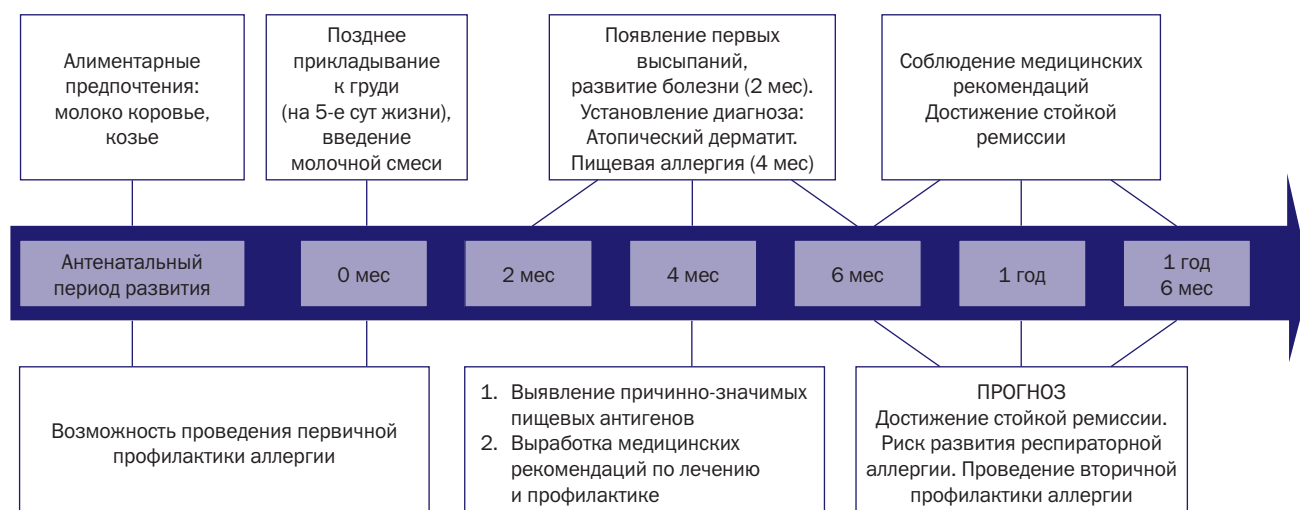 Алиментарные
предпочтения:
молоко коровье,
козье
Позднее
прикладывание
к груди
(на 5-е сут жизни),
введение
молочной смеси
Появление первых
высыпаний,
развитие болезни (2 мес).
Установление диагноза:
Атопический дерматит.
Пищевая аллергия (4 мес)
Соблюдение медицинских
рекомендаций
Достижение стойкой
ремиссии
Антенатальный
период развития
0 мес
2 мес
4 мес
6 мес
1 год
1 год
6 мес
Возможность проведения первичной
профилактики аллергии
1. Выявление причинно-значимых
пищевых антигенов
2. Выработка медицинских
рекомендаций по лечению
и профилактике
ПРОГНОЗ
Достижение стойкой ремиссии.
Риск развития респираторной
аллергии. Проведение вторичной
профилактики аллергии